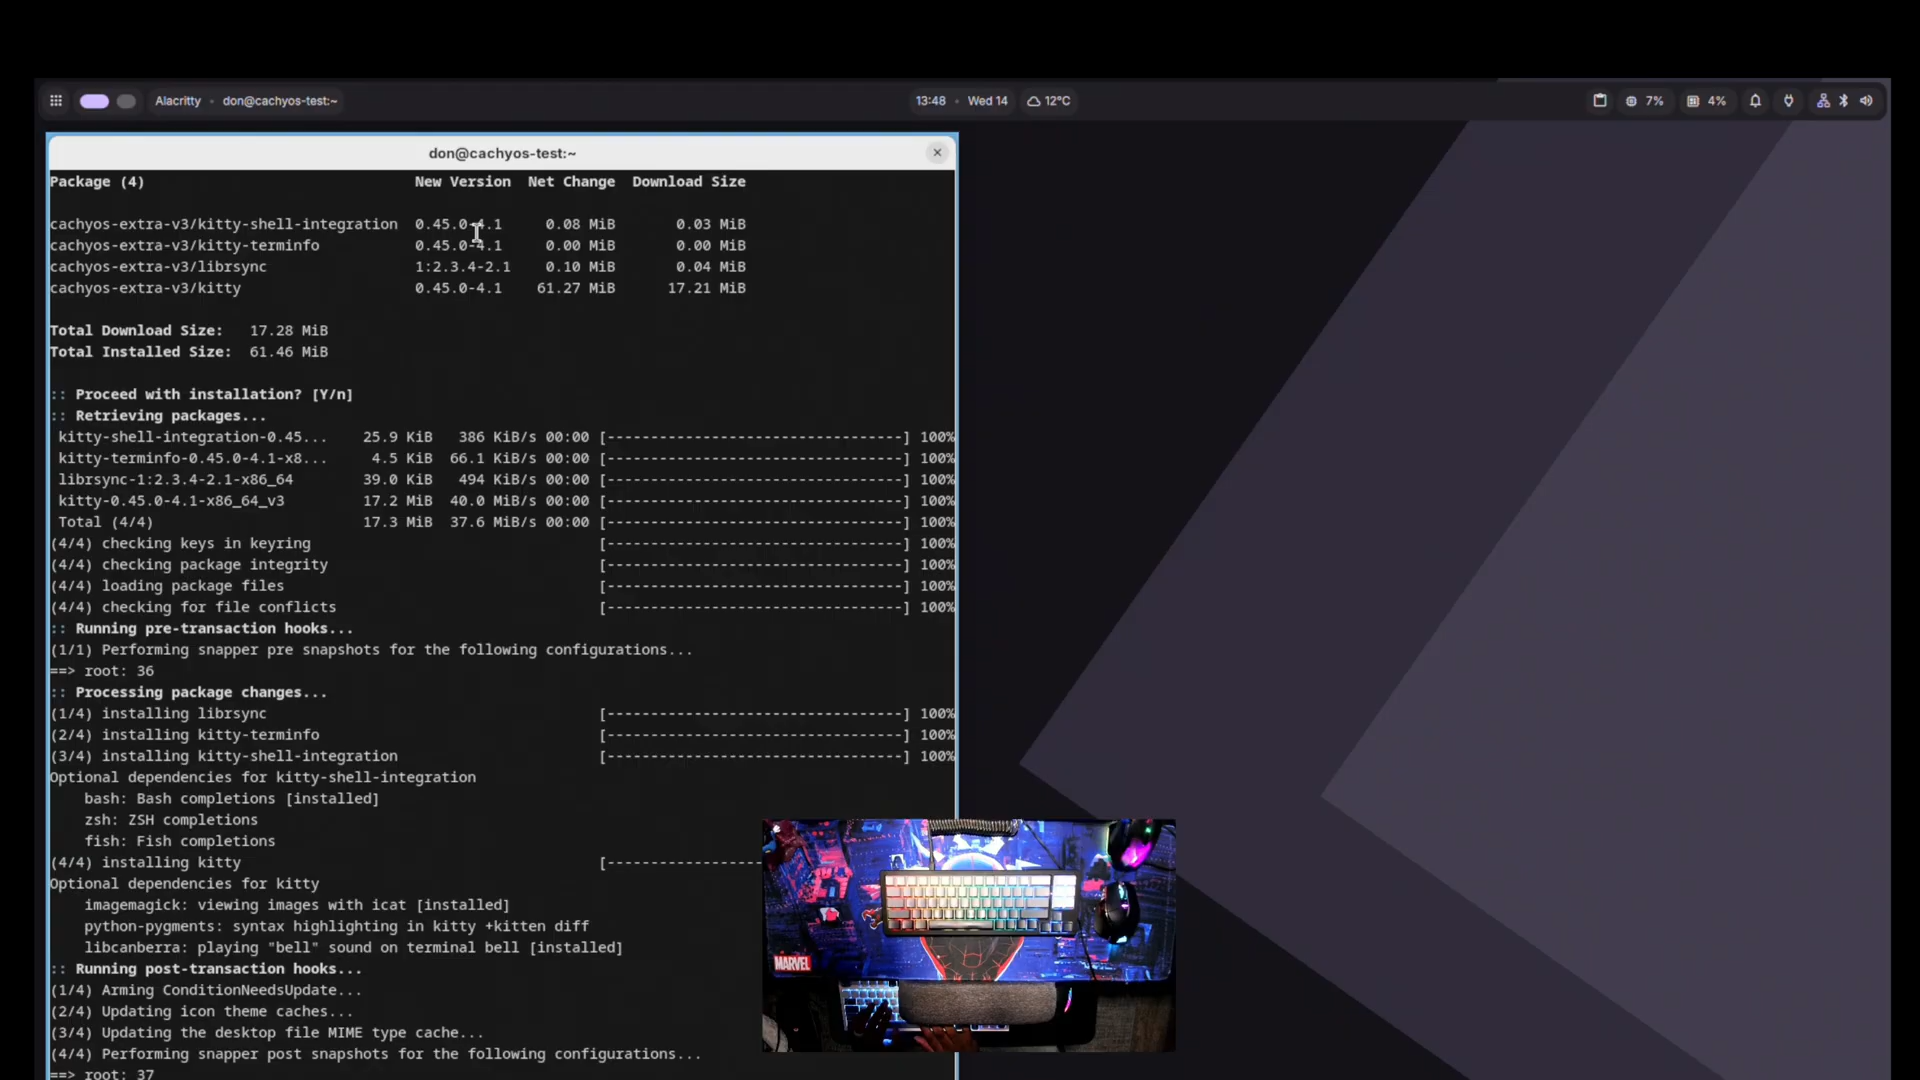 Alacritty • don@cachyos-test:~ 13:48 • Wed 14 12°C 7% 4%
don@cachyos-test:~
Package (4) New Version Net Change Download Size
cachyos-extra-v3/kitty-shell-integration 0.45.0-4.1 0.08 MiB 0.03 MiB
cachyos-extra-v3/kitty-terminfo 0.45.0-4.1 0.00 MiB 0.00 MiB
cachyos-extra-v3/librsync 1:2.3.4-2.1 0.10 MiB 0.04 MiB
cachyos-extra-v3/kitty 0.45.0-4.1 61.27 MiB 17.21 MiB
Total Download Size: 17.28 MiB
Total Installed Size: 61.46 MiB
:: Proceed with installation? [Y/n]
:: Retrieving packages...
kitty-shell-integration-0.45... 25.9 KiB 386 KiB/s 00:00 [----------------------------------] 100%
kitty-terminfo-0.45.0-4.1-x8... 4.5 KiB 66.1 KiB/s 00:00 [----------------------------------] 100%
librsync-1:2.3.4-2.1-x86_64 39.0 KiB 494 KiB/s 00:00 [----------------------------------] 100%
kitty-0.45.0-4.1-x86_64_v3 17.2 MiB 40.0 MiB/s 00:00 [----------------------------------] 100%
Total (4/4) 17.3 MiB 37.6 MiB/s 00:00 [----------------------------------] 100%
(4/4) checking keys in keyring [----------------------------------] 100%
(4/4) checking package integrity [----------------------------------] 100%
(4/4) loading package files [----------------------------------] 100%
(4/4) checking for file conflicts [----------------------------------] 100%
:: Running pre-transaction hooks...
(1/1) Performing snapper pre snapshots for the following configurations...
==> root: 36
:: Processing package changes...
(1/4) installing librsync [----------------------------------] 100%
(2/4) installing kitty-terminfo [----------------------------------] 100%
(3/4) installing kitty-shell-integration [----------------------------------] 100%
Optional dependencies for kitty-shell-integration
bash: Bash completions [installed]
zsh: ZSH completions
fish: Fish completions
(4/4) installing kitty [------------------
Optional dependencies for kitty
imagemagick: viewing images with icat [installed]
python-pygments: syntax highlighting in kitty +kitten diff
libcanberra: playing "bell" sound on terminal bell [installed]
:: Running post-transaction hooks...
(1/4) Arming ConditionNeedsUpdate...
(2/4) Updating icon theme caches...
(3/4) Updating the desktop file MIME type cache...
(4/4) Performing snapper post snapshots for the following configurations...
==> root: 37
MARVEL